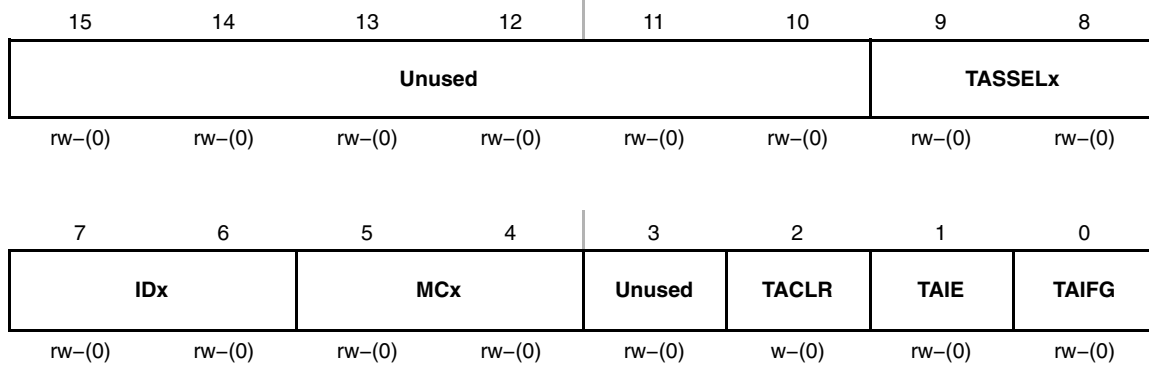 15 14 13 12 11 10 9 8
Unused TASSELx
rw−(0) rw−(0) rw−(0) rw−(0) rw−(0) rw−(0) rw−(0) rw−(0)
7 6 5 4 3 2 1 0
IDx MCx Unused TACLR TAIE TAIFG
rw−(0) rw−(0) rw−(0) rw−(0) rw−(0) w−(0) rw−(0) rw−(0)